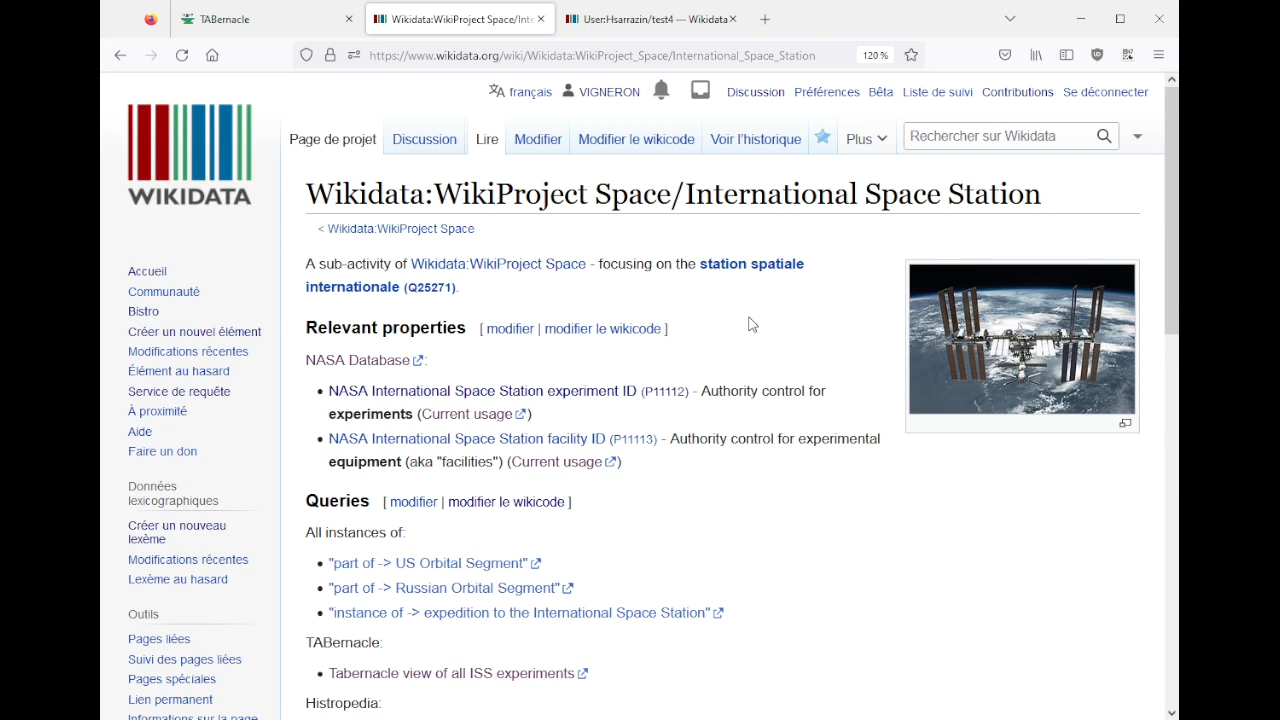 TABernacle
Wikidata:WikiProject Space/Inte
User:Hsarrazin/test4 — Wikidata
https://www.wikidata.org/wiki/Wikidata:WikiProject_Space/International_Space_Station
120 %
français
VIGNERON
Discussion
Préférences
Bêta
Liste de suivi
Contributions
Se déconnecter
WIKIDATA
Page de projet
Discussion
Lire
Modifier
Modifier le wikicode
Voir l'historique
Plus
Rechercher sur Wikidata
Accueil
Communauté
Bistro
Créer un nouvel élément
Modifications récentes
Élément au hasard
Service de requête
À proximité
Aide
Faire un don
Données
lexicographiques
Créer un nouveau
lexème
Modifications récentes
Lexème au hasard
Outils
Pages liées
Suivi des pages liées
Pages spéciales
Lien permanent
Informations sur la page
Wikidata:WikiProject Space/International Space Station
< Wikidata:WikiProject Space
A sub-activity of Wikidata:WikiProject Space - focusing on the station spatiale
internationale (Q25271).
Relevant properties [ modifier | modifier le wikicode ]
NASA Database:
• NASA International Space Station experiment ID (P11112) - Authority control for
experiments (Current usage)
• NASA International Space Station facility ID (P11113) - Authority control for experimental
equipment (aka "facilities") (Current usage)
Queries [ modifier | modifier le wikicode ]
All instances of:
• "part of -> US Orbital Segment"
• "part of -> Russian Orbital Segment"
• "instance of -> expedition to the International Space Station"
TABernacle:
• Tabernacle view of all ISS experiments
Histropedia: